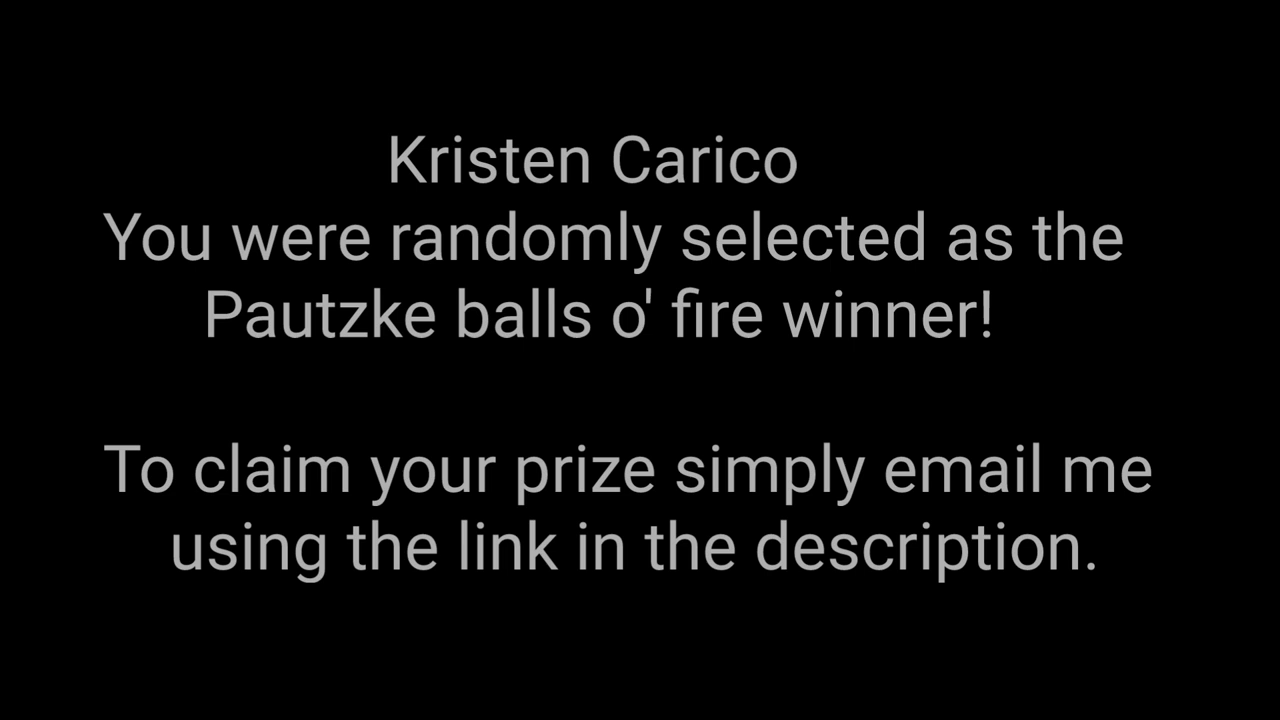 Kristen Carico
You were randomly selected as the
Pautzke balls o' fire winner!
To claim your prize simply email me
using the link in the description.